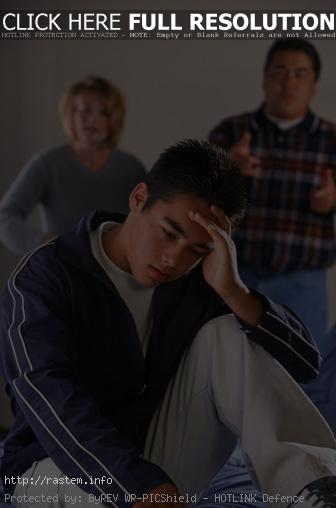 CLICK HERE FULL RESOLUTION
HOTLINK PROTECTION ACTIVATED - NOTE: Empty or Blank Referrals are not Allowed
http://rastem.info
Protected by: ByREV WP-PICShield - HOTLINK Defence